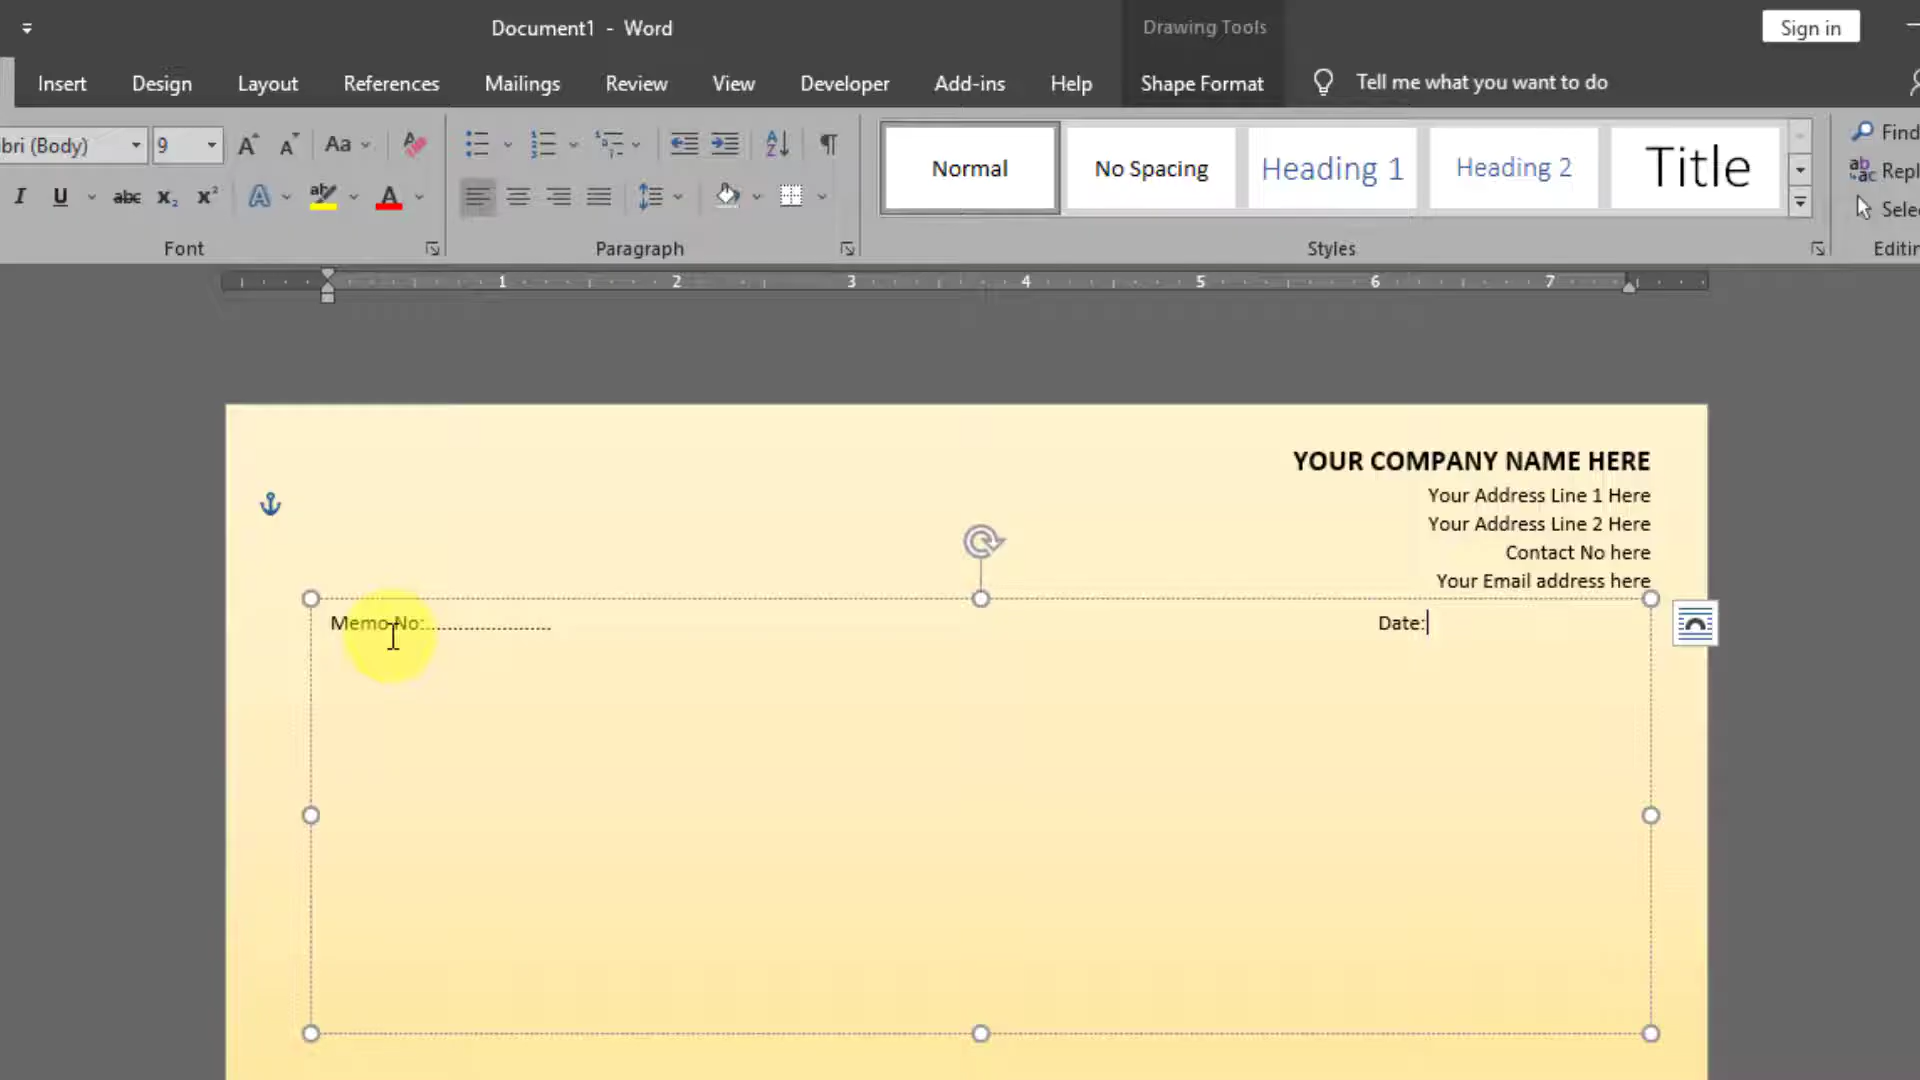 Document1 - Word
Drawing Tools
Sign in
Insert Design Layout References Mailings Review View Developer Add-ins Help Shape Format Tell me what you want to do
bri (Body) 9
Normal No Spacing Heading 1 Heading 2 Title
Find
Repl
Selec
Font Paragraph Styles Editin
1 2 3 4 5 6 7
YOUR COMPANY NAME HERE
Your Address Line 1 Here
Your Address Line 2 Here
Contact No here
Your Email address here
Memo No:...................... Date: